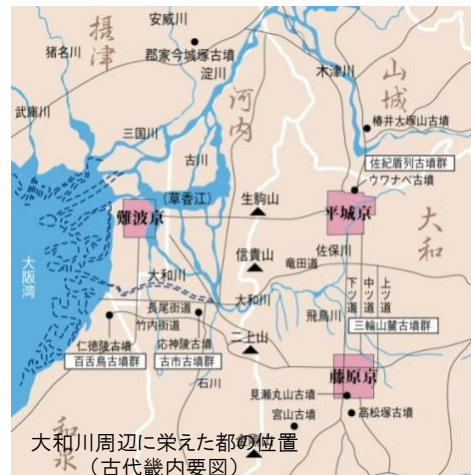 摂津
安威川
猪名川
郡家今城塚古墳
淀川
木津川
山城
武庫川
河内
三国川
椿井大塚山古墳
古川
佐紀盾列古墳群
ウワナベ古墳
(草香江)
生駒山
難波京
平城京
大和
佐保川
大阪湾
信貴山
竜田道
大和川
大和川
下ツ道
中ツ道
上ツ道
長尾街道
飛鳥川
竹内街道
仁徳陵古墳
応神陵古墳
二上山
三輪山麓古墳群
百舌鳥古墳群
古市古墳群
石川
藤原京
見瀬丸山古墳
宮山古墳
高松塚古墳
和泉
大和川周辺に栄えた都の位置
(古代畿内要図)